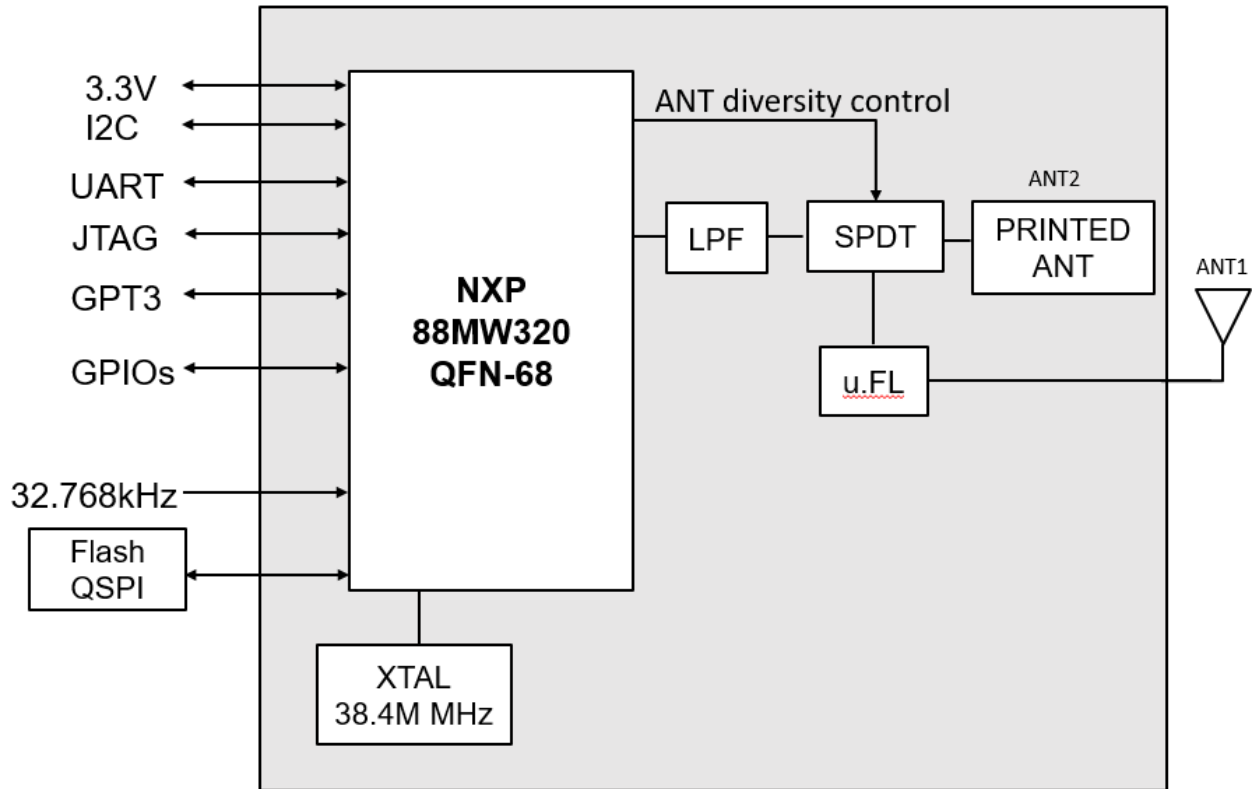 3.3V
I2C
UART
JTAG
GPT3
GPIOs
32.768kHz
Flash
QSPI
NXP
88MW320
QFN-68
XTAL
38.4M MHz
ANT diversity control
LPF
SPDT
ANT2
PRINTED
ANT
u.FL
ANT1